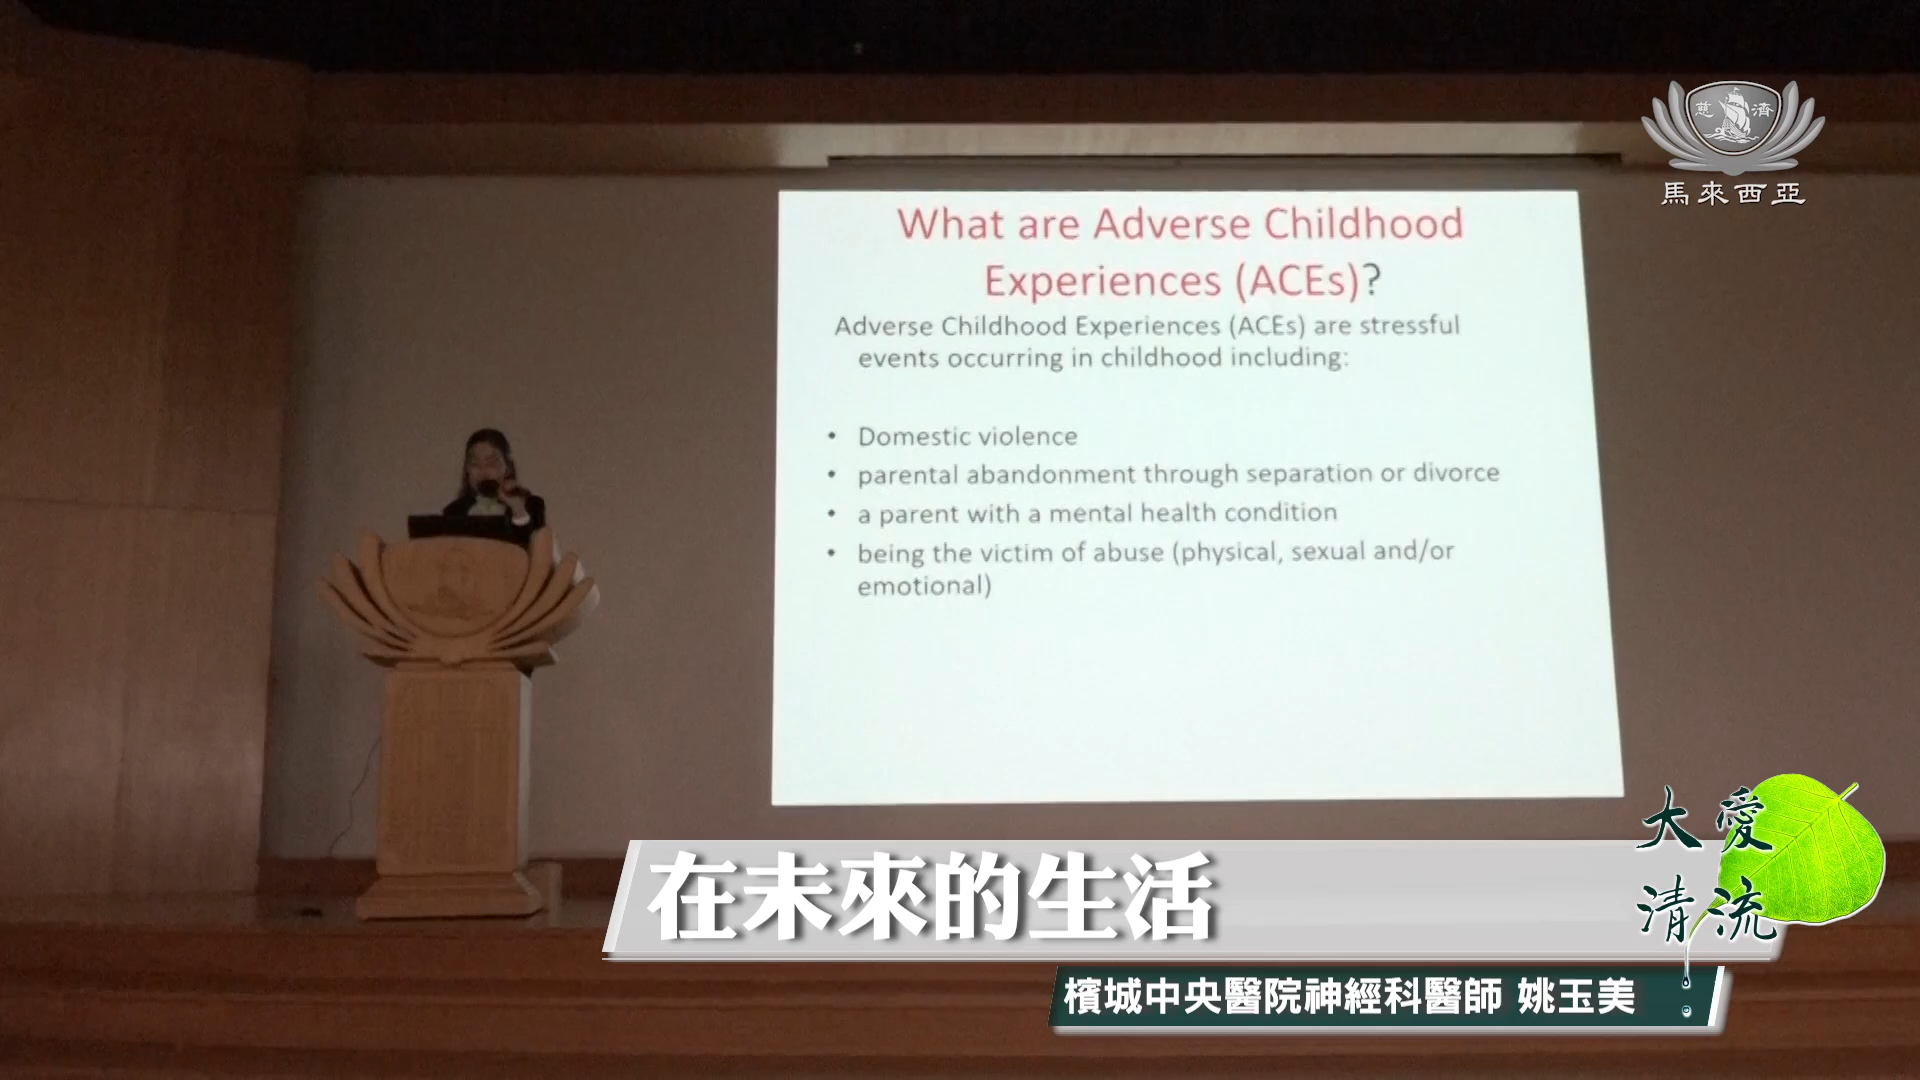 慈濟
馬來西亞
What are Adverse Childhood
Experiences (ACEs)?
Adverse Childhood Experiences (ACEs) are stressful
events occurring in childhood including:
• Domestic violence
• parental abandonment through separation or divorce
• a parent with a mental health condition
• being the victim of abuse (physical, sexual and/or
emotional)
大愛
清流
在未來的生活
檳城中央醫院神經科醫師 姚玉美